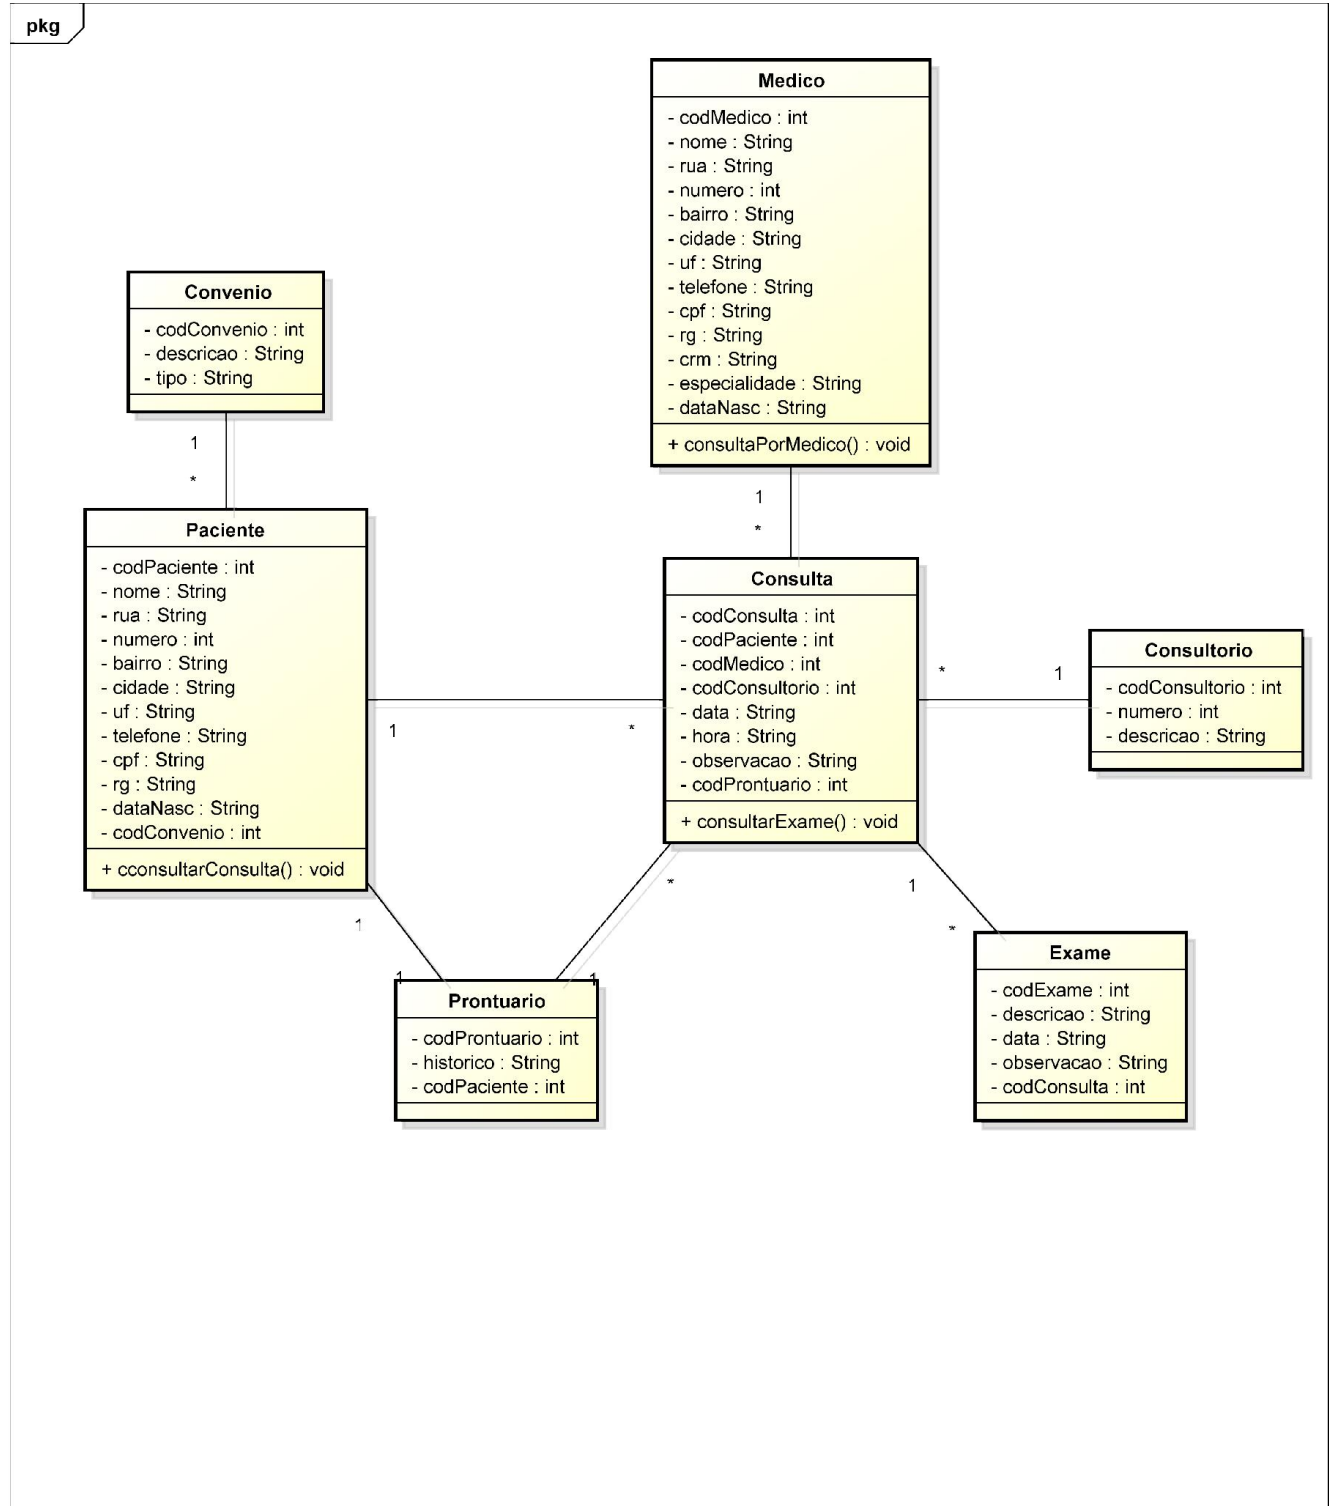 pkg
Medico
- codMedico : int
- nome : String
- rua : String
- numero : int
- bairro : String
- cidade : String
- uf : String
- telefone : String
- cpf : String
- rg : String
- crm : String
- especialidade : String
- dataNasc : String
+ consultaPorMedico() : void
Convenio
- codConvenio : int
- descricao : String
- tipo : String
1
*
1
*
Paciente
- codPaciente : int
- nome : String
- rua : String
- numero : int
- bairro : String
- cidade : String
- uf : String
- telefone : String
- cpf : String
- rg : String
- dataNasc : String
- codConvenio : int
+ cconsultarConsulta() : void
1
*
Consulta
- codConsulta : int
- codPaciente : int
- codMedico : int
- codConsultorio : int
- data : String
- hora : String
- observacao : String
- codProntuario : int
+ consultarExame() : void
*
1
Consultorio
- codConsultorio : int
- numero : int
- descricao : String
1
1
*
1
1
*
Prontuario
- codProntuario : int
- historico : String
- codPaciente : int
Exame
- codExame : int
- descricao : String
- data : String
- observacao : String
- codConsulta : int